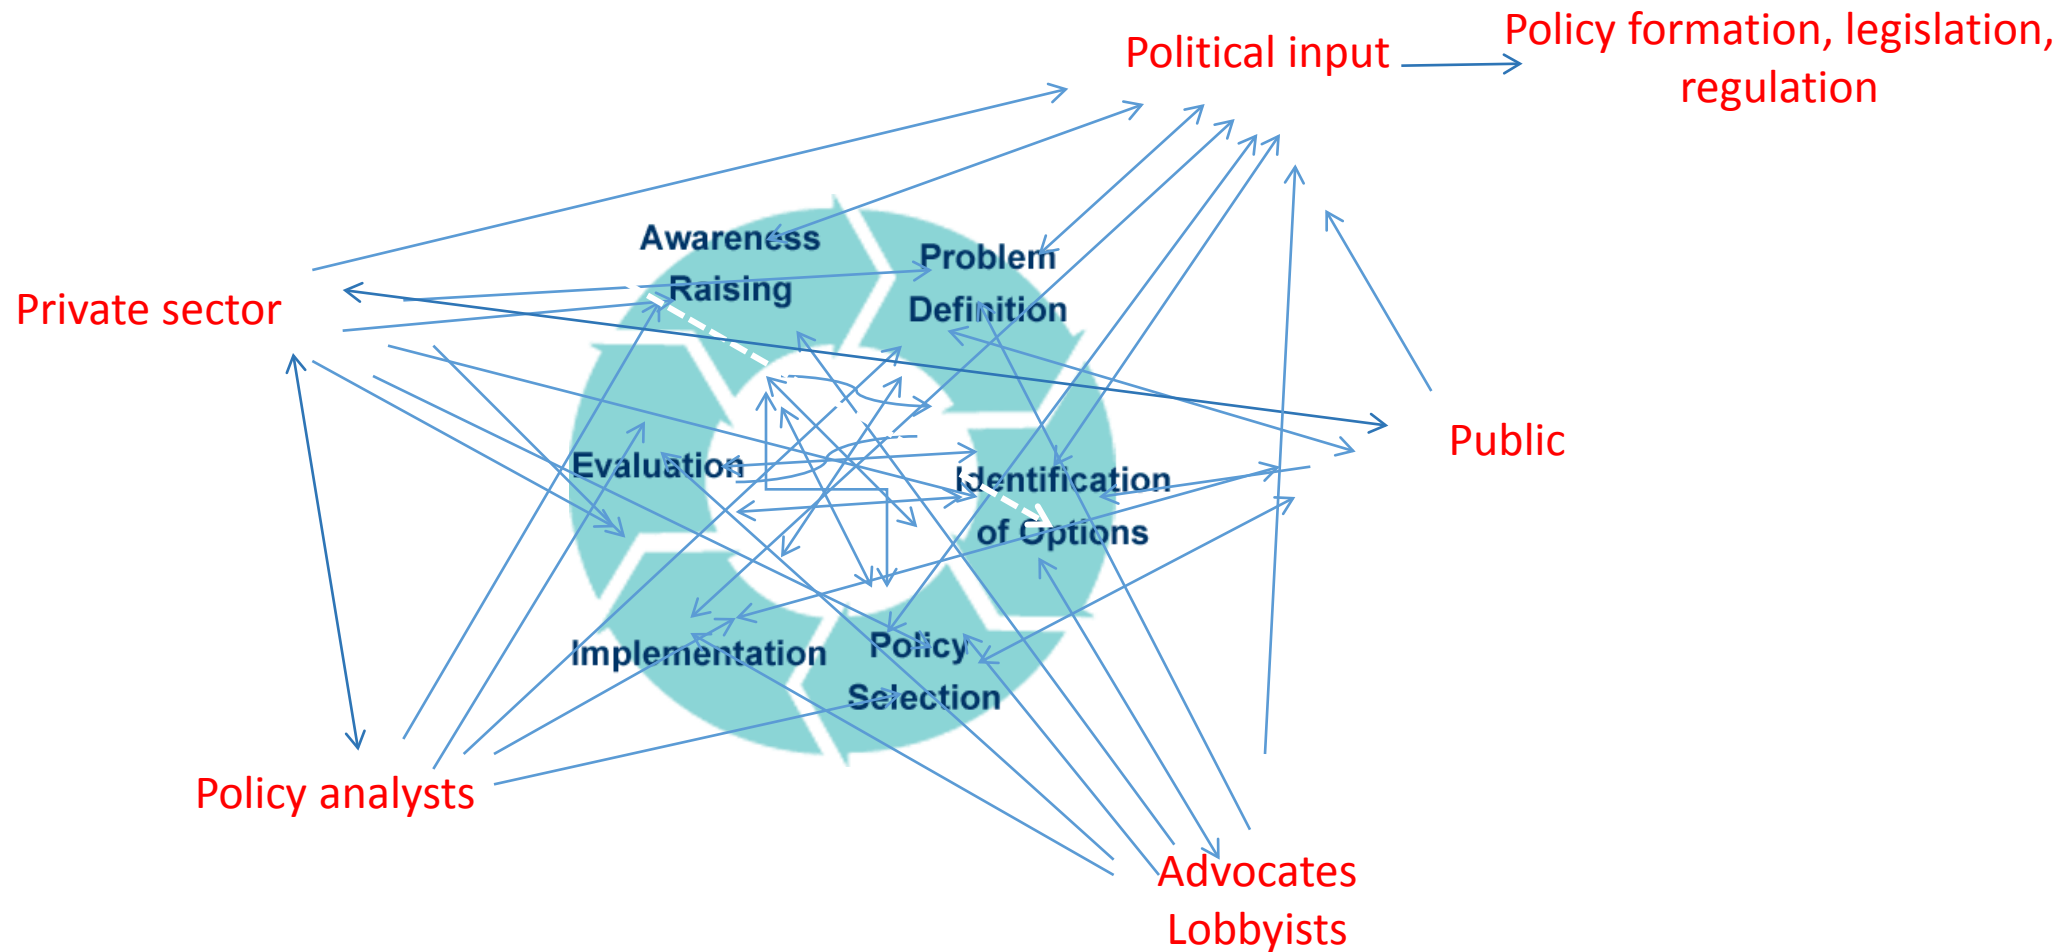 Policy formation, legislation,
regulation
Political input
Awareness
Raising
Problem
Definition
Private sector
Public
Evaluation
Identification
of Options
Implementation
Policy
Selection
Policy analysts
Advocates
Lobbyists